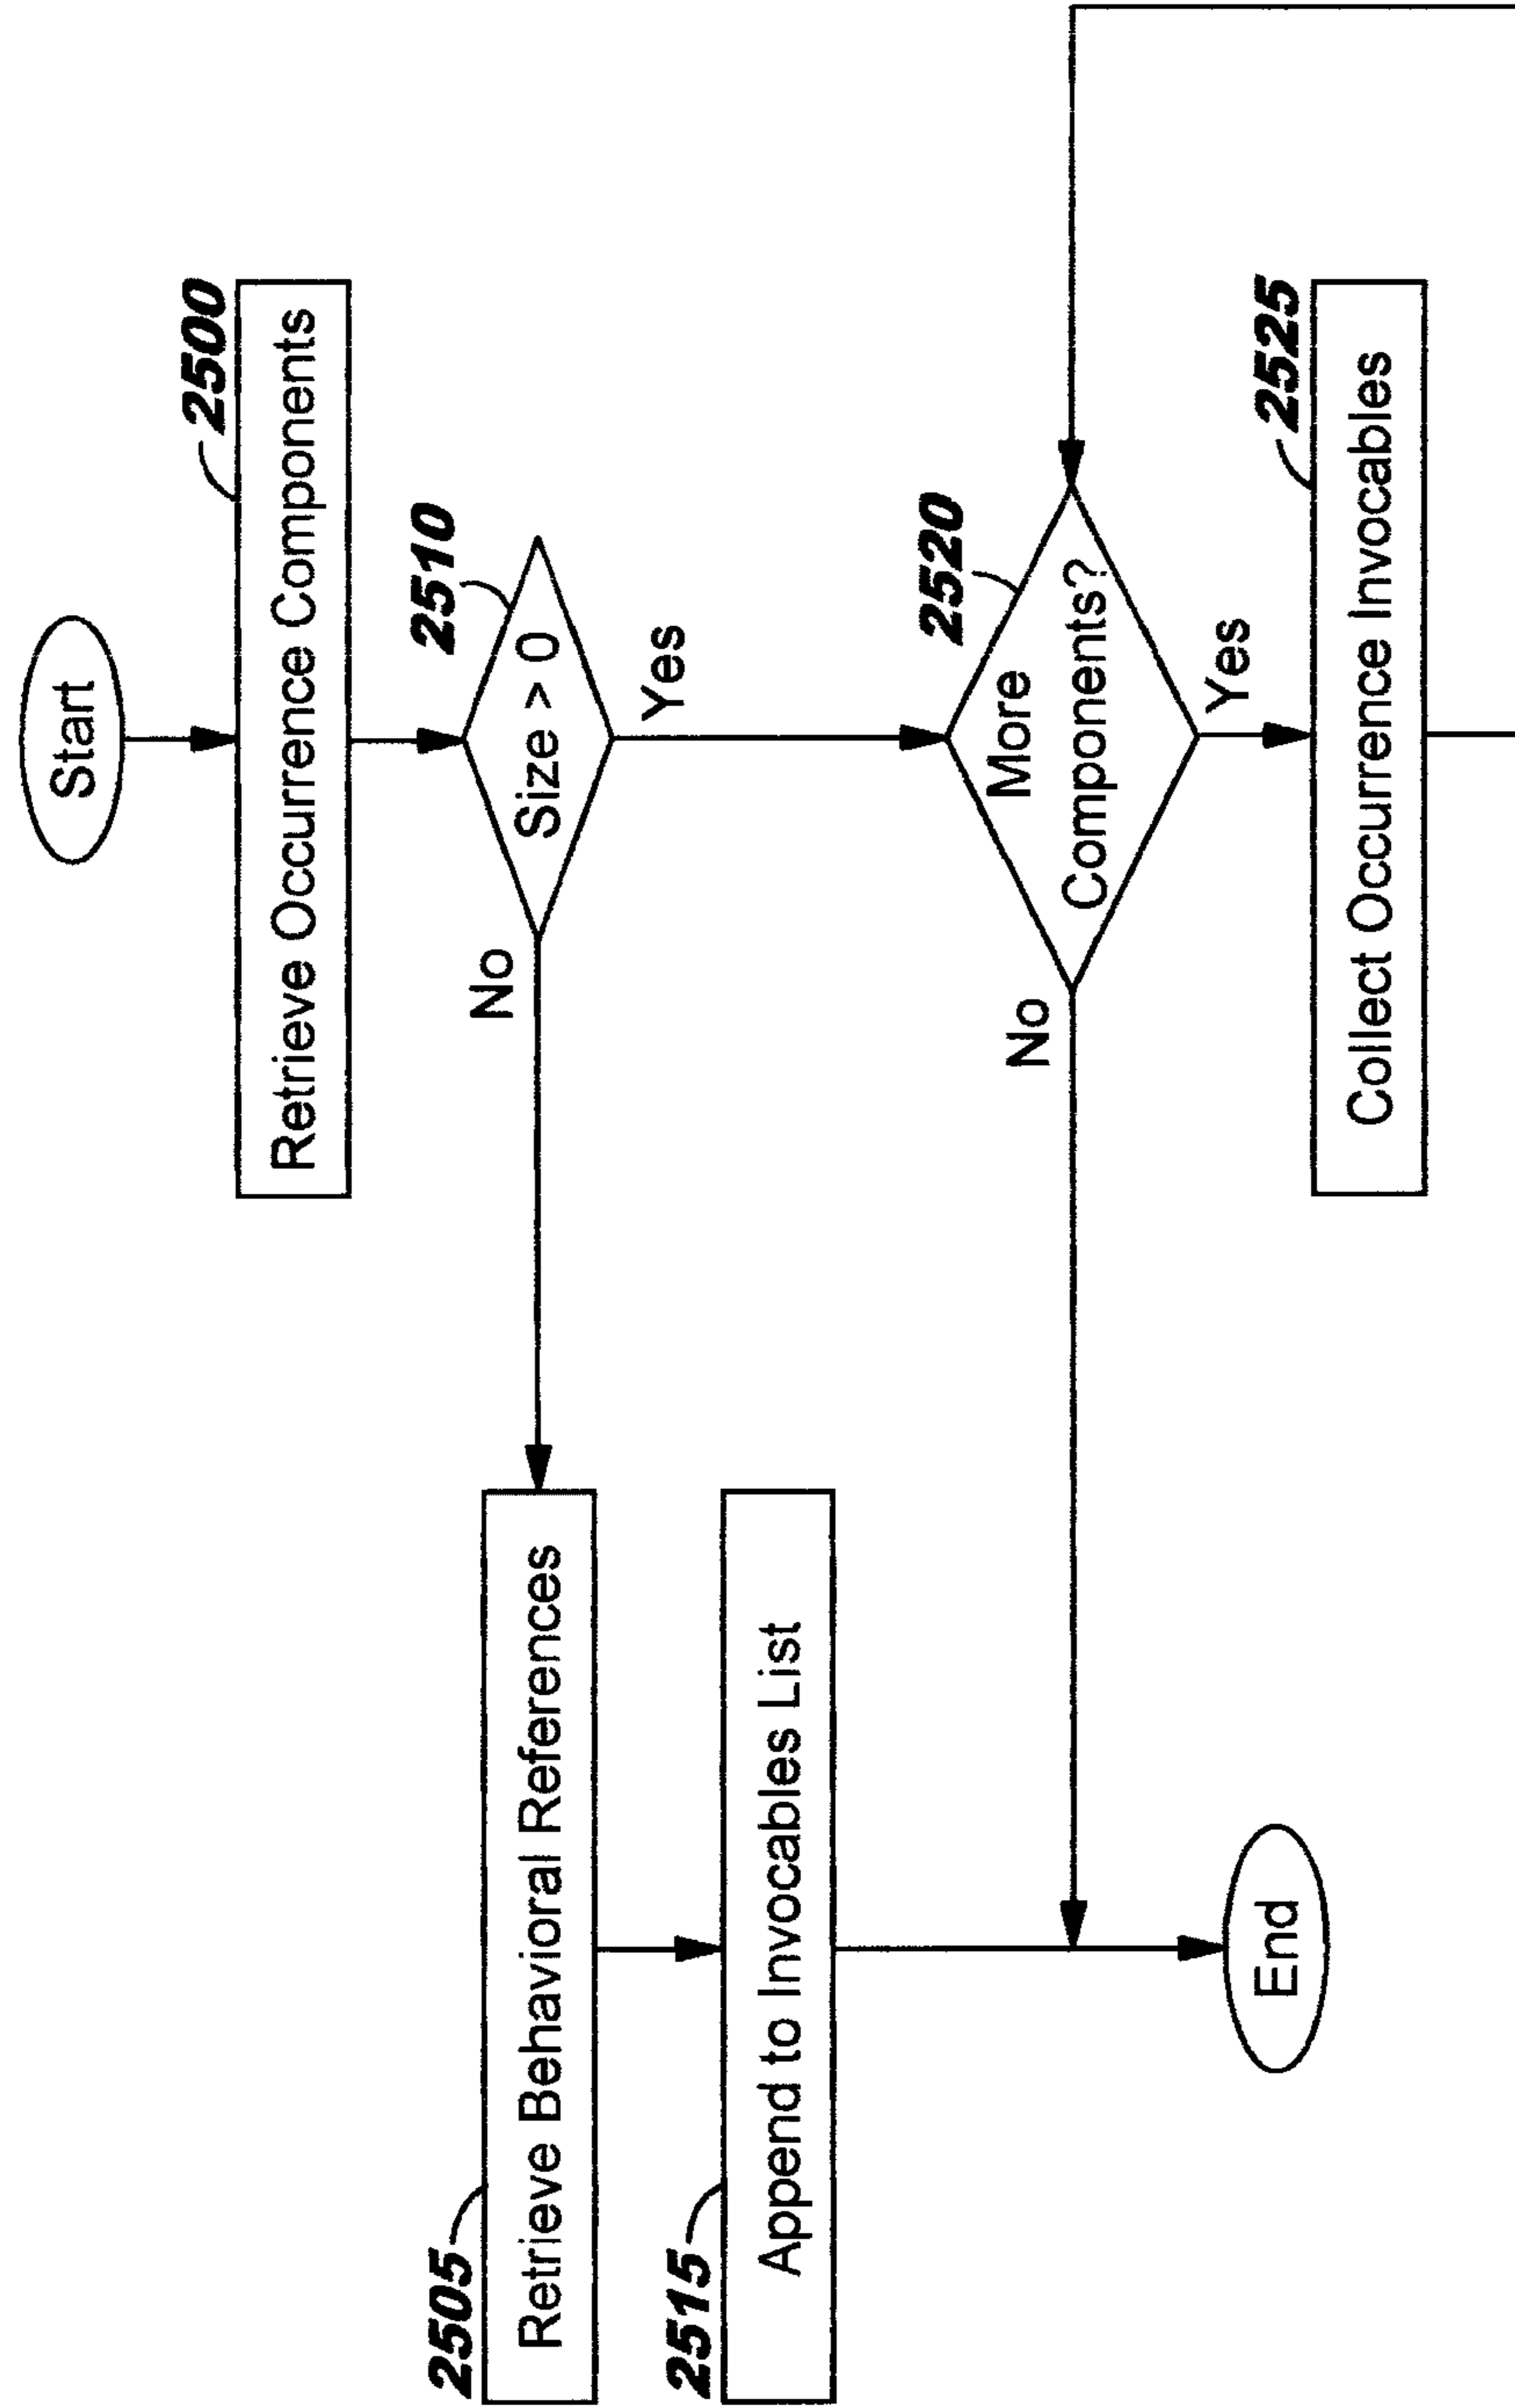 Start
2500
Retrieve Occurrence Components
2510
Size > 0
No
Yes
2505
Retrieve Behavioral References
2515
Append to Invocables List
2520
More
Components?
No
Yes
2525
Collect Occurrence Invocables
End